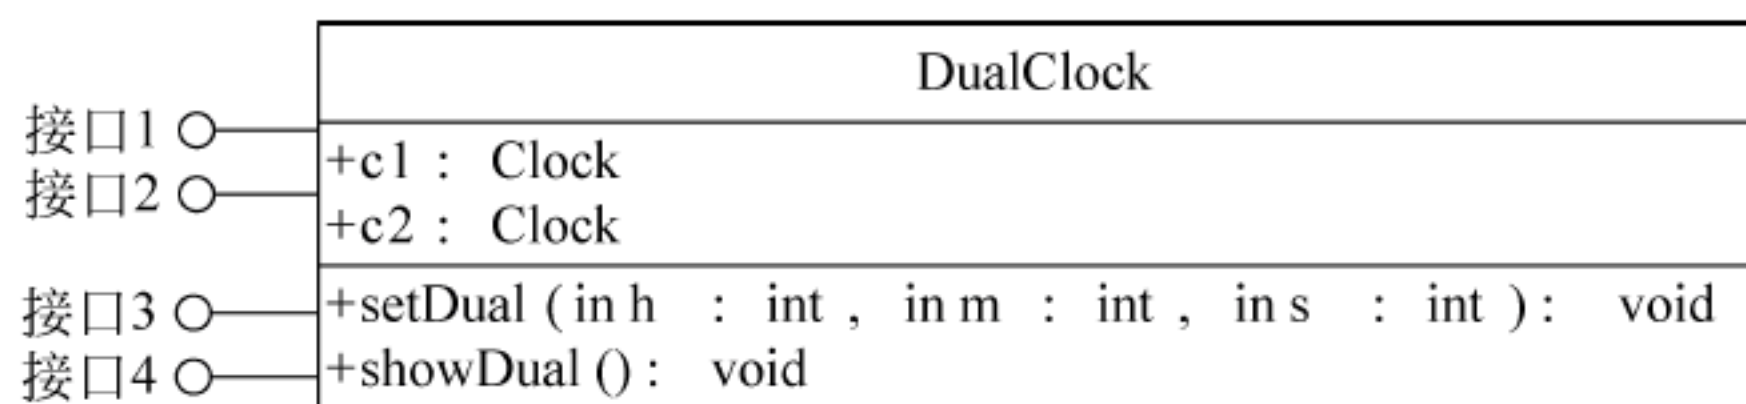 DualClock
接口1
+c1 : Clock
接口2
+c2 : Clock
接口3
+setDual (in h : int , in m : int , in s : int ) : void
接口4
+showDual () : void